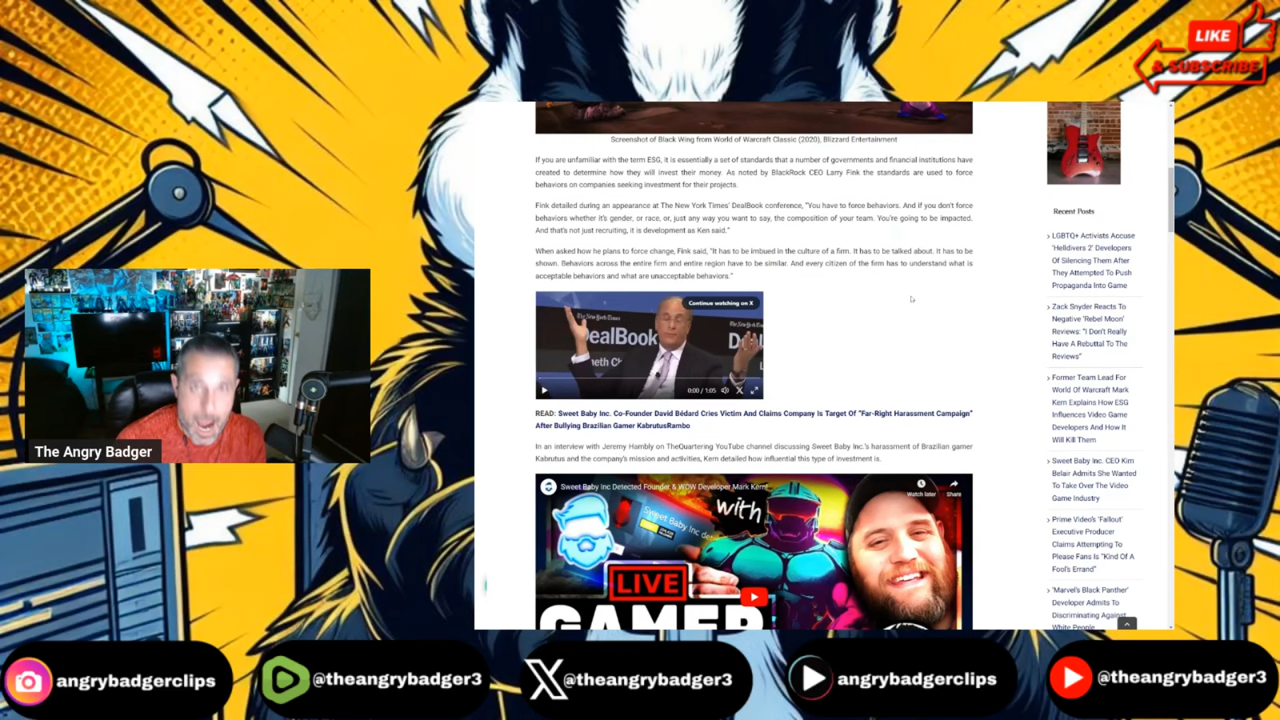 LIKE
& SUBSCRIBE
Screenshot of Black Wing from World of Warcraft Classic (2020), Blizzard Entertainment
If you are unfamiliar with the term ESG, it is essentially a set of standards that a number of governments and financial institutions have
created to determine how they will invest their money. As noted by BlackRock CEO Larry Fink the standards are used to force
behaviors on companies seeking investment for their projects.
Fink detailed during an appearance at The New York Times' DealBook conference, "You have to force behaviors. And if you don't force
behaviors whether it's gender, or race, or, just any way you want to say, the composition of your team. You're going to be impacted.
And that's not just recruiting, it is development as Ken said."
When asked how he plans to force change, Fink said, "It has to be imbued in the culture of a firm. It has to be talked about. It has to be
shown. Behaviors across the entire firm and entire region have to be similar. And every citizen of the firm has to understand what is
acceptable behaviors and what are unacceptable behaviors."
Continue watching on X
The New York Times
DealBook
0:00 / 1:05
READ: Sweet Baby Inc. Co-Founder David Bédard Cries Victim And Claims Company Is Target Of "Far-Right Harassment Campaign"
After Bullying Brazilian Gamer KabrutusRambo
In an interview with Jeremy Hambly on TheQuartering YouTube channel discussing Sweet Baby Inc.'s harassment of Brazilian gamer
Kabrutus and the company's mission and activities, Kern detailed how influential this type of investment is.
Sweet Baby Inc Detected Founder & WOW Developer Mark Kern!
Watch later
Share
with
Sweet Baby Inc
LIVE
GAMER
Recent Posts
LGBTQ+ Activists Accuse
'Helldivers 2' Developers
Of Silencing Them After
They Attempted To Push
Propaganda Into Game
Zack Snyder Reacts To
Negative 'Rebel Moon'
Reviews: "I Don't Really
Have A Rebuttal To The
Reviews"
Former Team Lead For
World Of Warcraft Mark
Kern Explains How ESG
Influences Video Game
Developers And How It
Will Kill Them
Sweet Baby Inc. CEO Kim
Belair Admits She Wanted
To Take Over The Video
Game Industry
Prime Video's 'Fallout'
Executive Producer
Claims Attempting To
Please Fans Is "Kind Of A
Fool's Errand"
'Marvel's Black Panther'
Developer Admits To
Discriminating Against
White People
The Angry Badger
angrybadgerclips
@theangrybadger3
@theangrybadger3
angrybadgerclips
@theangrybadger3